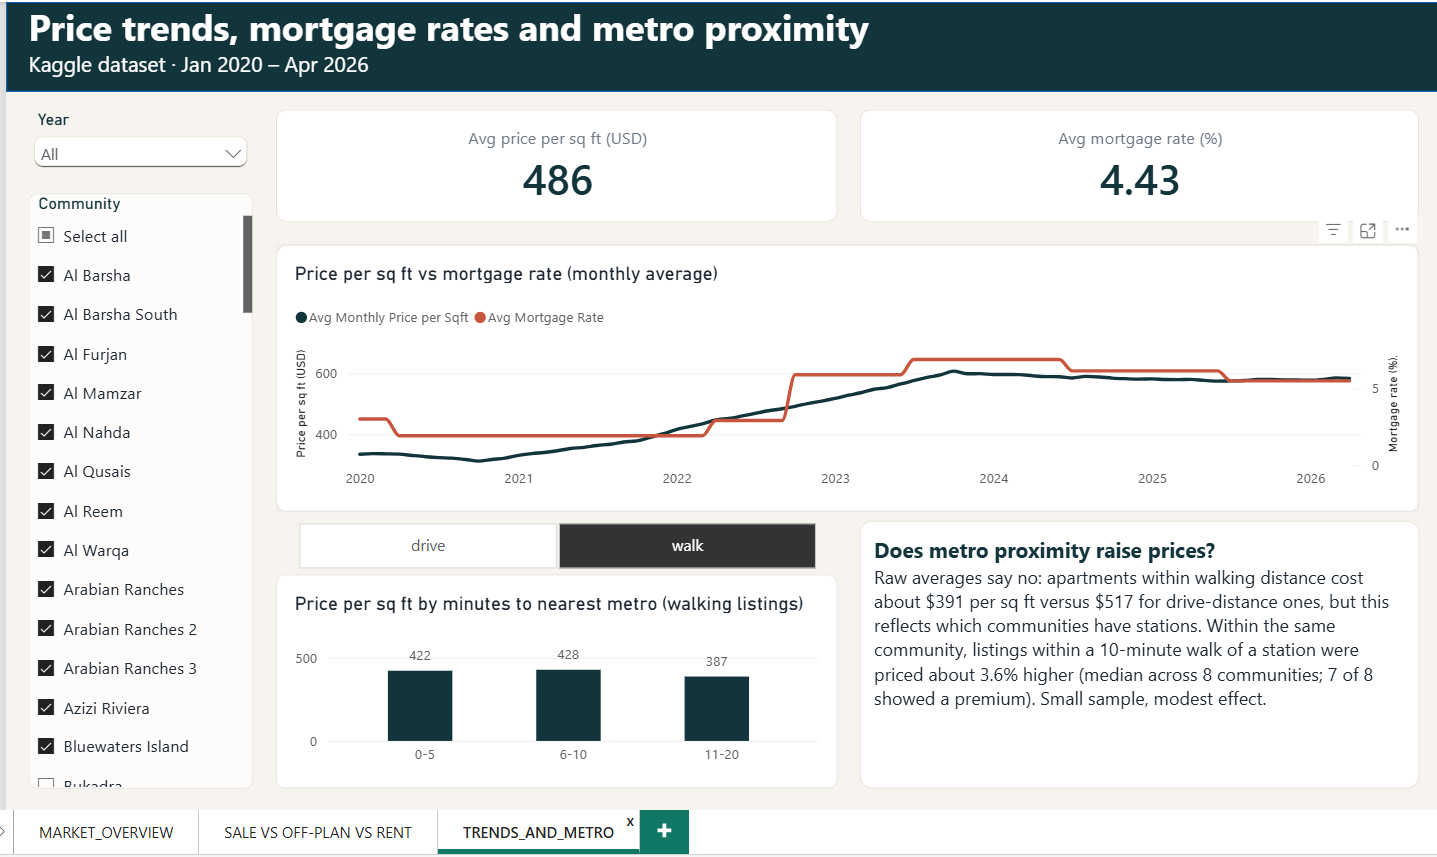 Price trends, mortgage rates and metro proximity
Kaggle dataset · Jan 2020 – Apr 2026
Year
All
Community
Select all
Al Barsha
Al Barsha South
Al Furjan
Al Mamzar
Al Nahda
Al Qusais
Al Reem
Al Warqa
Arabian Ranches
Arabian Ranches 2
Arabian Ranches 3
Azizi Riviera
Bluewaters Island
Bukadra
Avg price per sq ft (USD)
486
Avg mortgage rate (%)
4.43
Price per sq ft vs mortgage rate (monthly average)
Avg Monthly Price per Sqft Avg Mortgage Rate
Price per sq ft (USD)
600
400
2020 2021 2022 2023 2024 2025 2026
5
0
Mortgage rate (%).
drive walk
Price per sq ft by minutes to nearest metro (walking listings)
500
0
422 428 387
0-5 6-10 11-20
Does metro proximity raise prices?
Raw averages say no: apartments within walking distance cost
about $391 per sq ft versus $517 for drive-distance ones, but this
reflects which communities have stations. Within the same
community, listings within a 10-minute walk of a station were
priced about 3.6% higher (median across 8 communities; 7 of 8
showed a premium). Small sample, modest effect.
MARKET_OVERVIEW SALE VS OFF-PLAN VS RENT TRENDS_AND_METRO x +